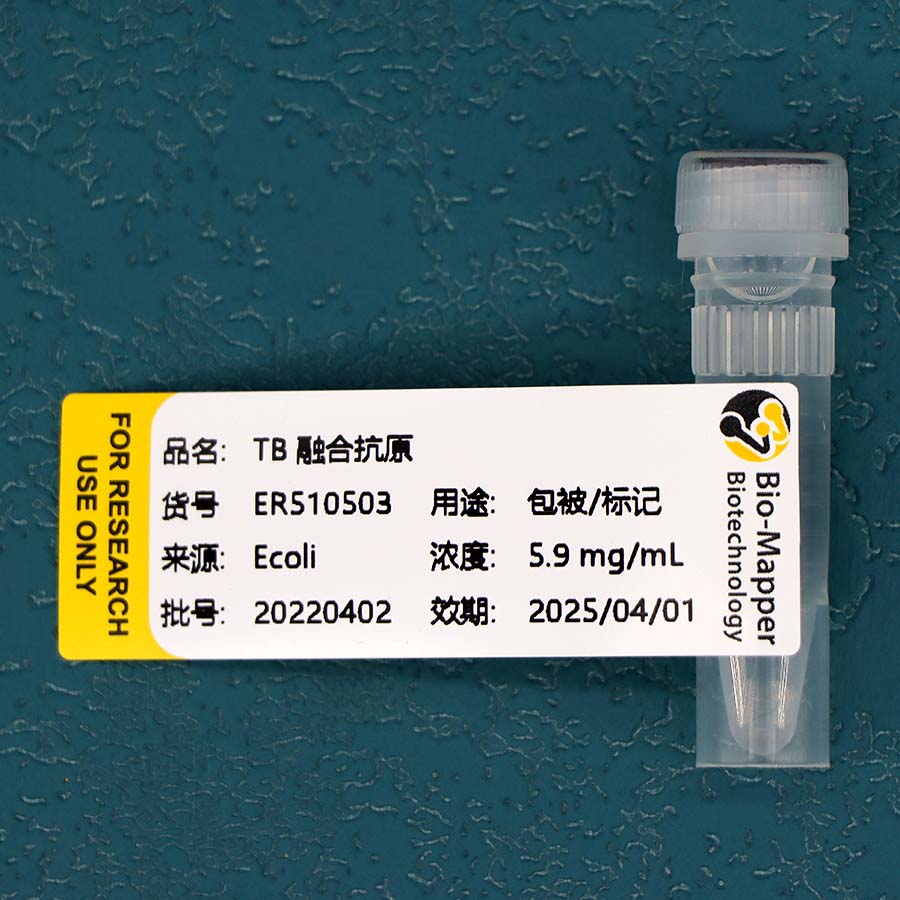 FOR RESEARCH
USE ONLY
品名: TB 融合抗原
货号 ER510503 用途: 包被/标记
来源: Ecoli 浓度: 5.9 mg/mL
批号: 20220402 效期: 2025/04/01
Bio-Mapper
Biotechnology